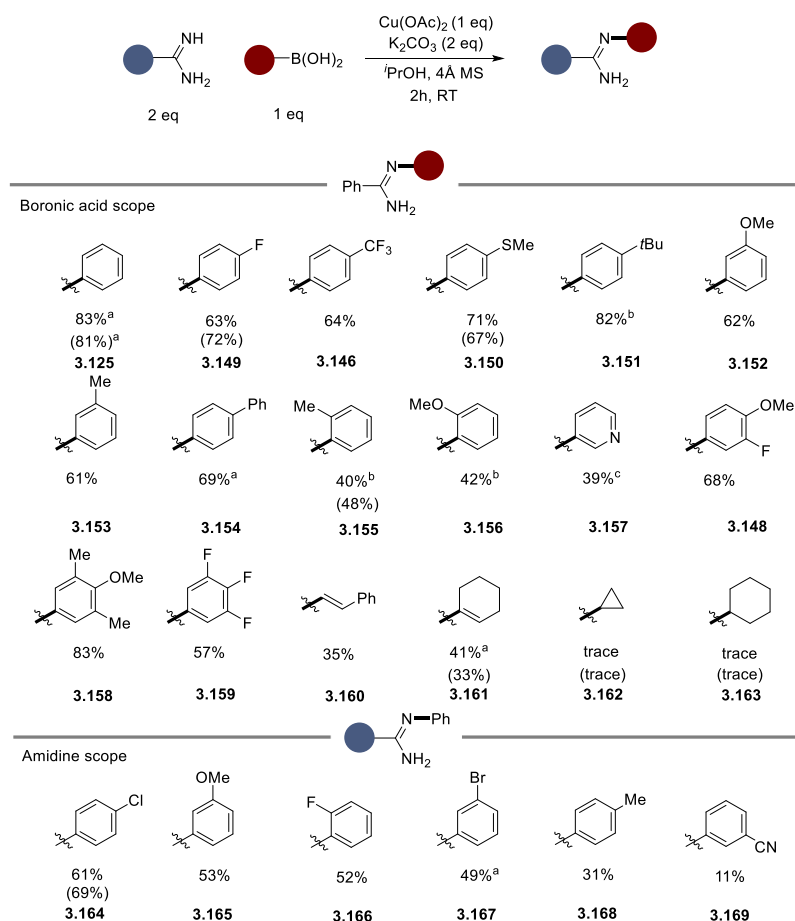 NH
NH₂
2 eq
B(OH)₂
1 eq
Cu(OAc)₂ (1 eq)
K₂CO₃ (2 eq)
ⁱPrOH, 4Å MS
2h, RT
N
NH₂
Ph
N
NH₂
Boronic acid scope
F
CF₃
SMe
tBu
OMe
83%ᵃ 63% 64% 71% 82%ᵇ 62%
(81%)ᵃ (72%) (67%)
3.125 3.149 3.146 3.150 3.151 3.152
Me
Ph
Me
MeO
N
OMe
F
61% 69%ᵃ 40%ᵇ 42%ᵇ 39%ᶜ 68%
(48%)
3.153 3.154 3.155 3.156 3.157 3.148
Me
OMe
Me
F
F
F
Ph
83% 57% 35% 41%ᵃ trace trace
(33%) (trace) (trace)
3.158 3.159 3.160 3.161 3.162 3.163
N
Ph
NH₂
Amidine scope
Cl
OMe
F
Br
Me
CN
61% 53% 52% 49%ᵃ 31% 11%
(69%)
3.164 3.165 3.166 3.167 3.168 3.169